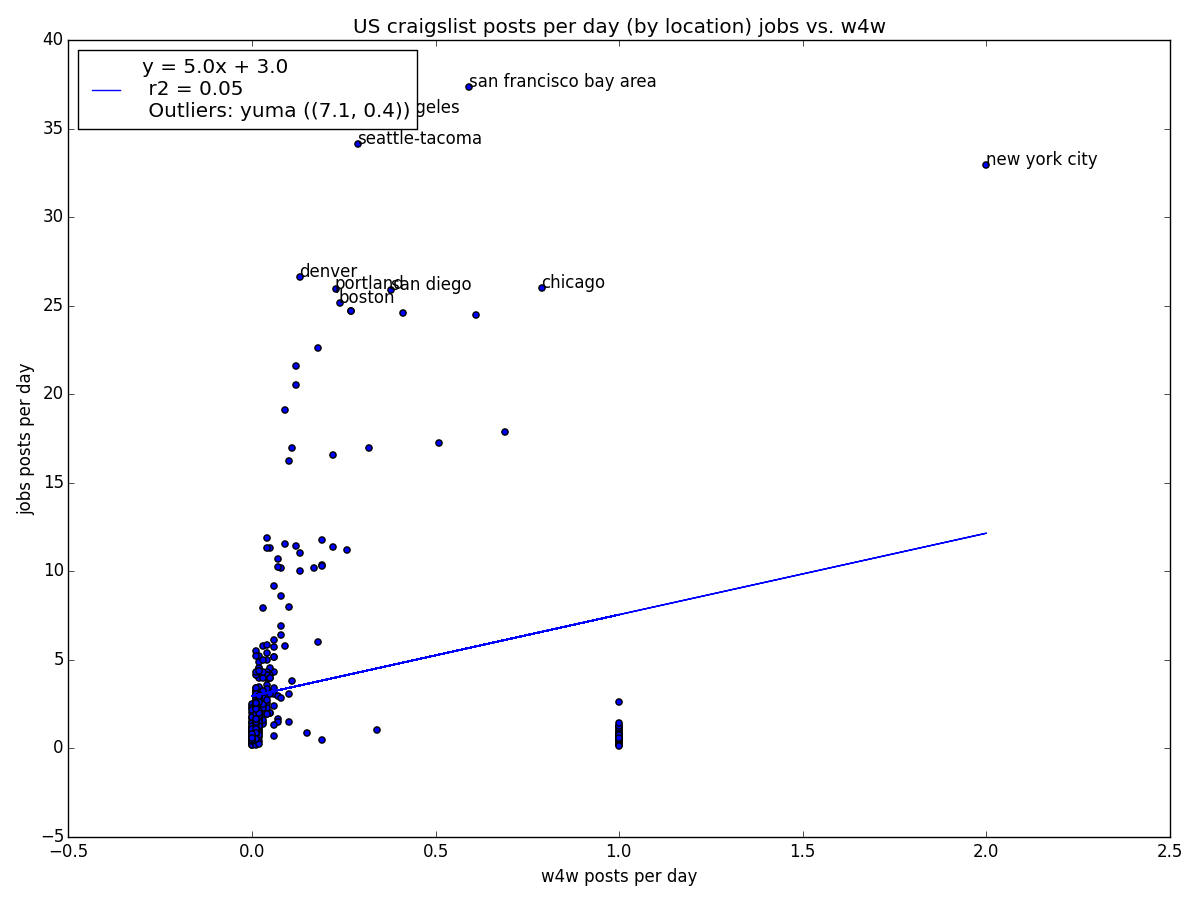 US craigslist posts per day (by location) jobs vs. w4w
y = 5.0x + 3.0
r2 = 0.05
Outliers: yuma ((7.1, 0.4))
geles
san francisco bay area
seattle-tacoma
new york city
denver
portland
san diego
chicago
boston
jobs posts per day
40
35
30
25
20
15
10
5
0
−5
−0.5
0.0
0.5
1.0
1.5
2.0
2.5
w4w posts per day